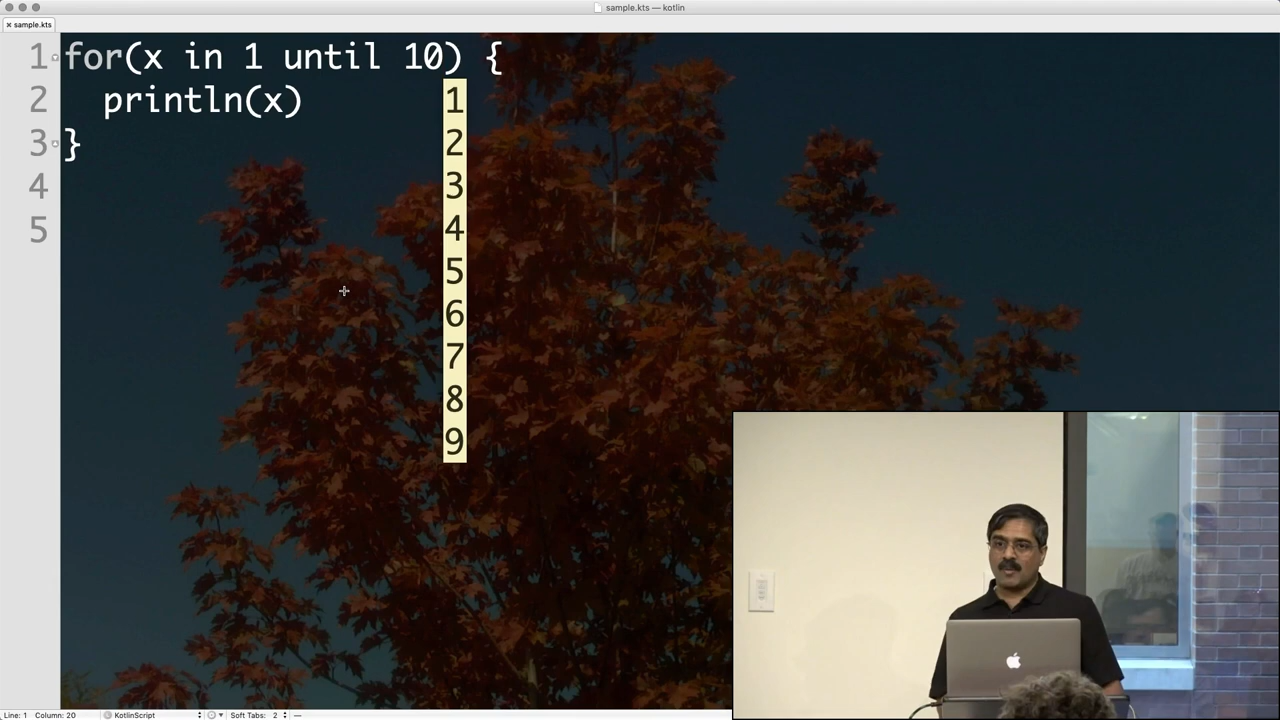 sample.kts — kotlin
× sample.kts
1 for(x in 1 until 10) {
2 println(x)
3 }
4
5
1
2
3
4
5
6
7
8
9
Line: 1 Column: 20 KotlinScript Soft Tabs: 2 —